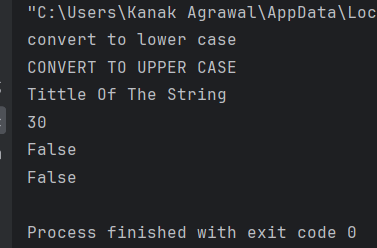 "C:\Users\Kanak Agrawal\AppData\Loc
convert to lower case
CONVERT TO UPPER CASE
Tittle Of The String
30
False
False
Process finished with exit code 0